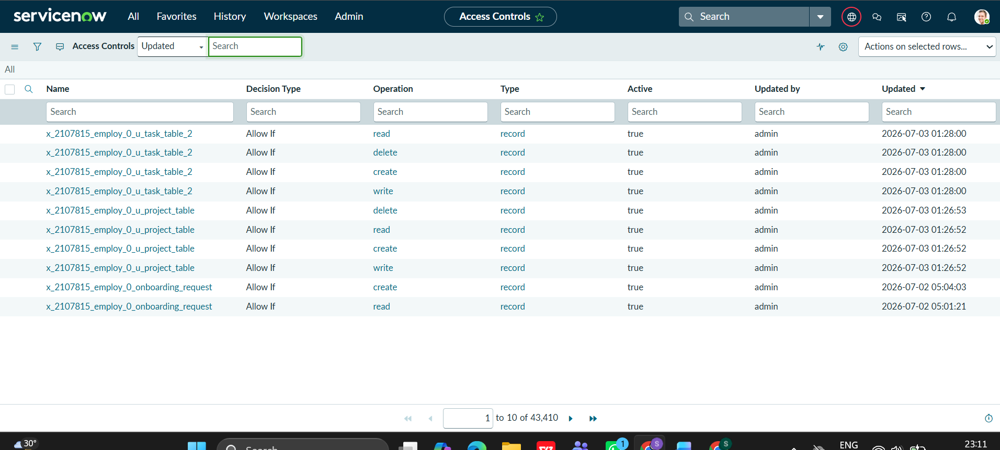 servicenow All Favorites History Workspaces Admin Access Controls Search
Access Controls Updated Search Actions on selected rows...
All
Name Decision Type Operation Type Active Updated by Updated
Search Search Search Search Search Search Search
x_2107815_employ_0_u_task_table_2 Allow If read record true admin 2026-07-03 01:28:00
x_2107815_employ_0_u_task_table_2 Allow If delete record true admin 2026-07-03 01:28:00
x_2107815_employ_0_u_task_table_2 Allow If create record true admin 2026-07-03 01:28:00
x_2107815_employ_0_u_task_table_2 Allow If write record true admin 2026-07-03 01:28:00
x_2107815_employ_0_u_project_table Allow If delete record true admin 2026-07-03 01:26:53
x_2107815_employ_0_u_project_table Allow If read record true admin 2026-07-03 01:26:52
x_2107815_employ_0_u_project_table Allow If create record true admin 2026-07-03 01:26:52
x_2107815_employ_0_u_project_table Allow If write record true admin 2026-07-03 01:26:52
x_2107815_employ_0_onboarding_request Allow If create record true admin 2026-07-02 05:04:03
x_2107815_employ_0_onboarding_request Allow If read record true admin 2026-07-02 05:01:21
1 to 10 of 43,410
30° Search 1 S S ENG 23:11